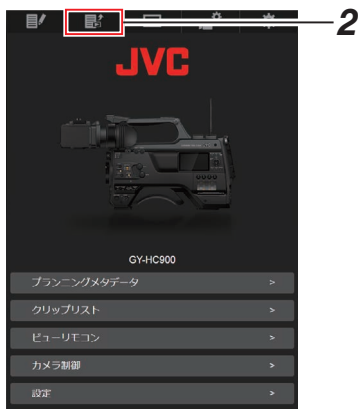 2
JVC
GY-HC900
プランニングメタデータ >
クリップリスト >
ビューリモコン >
カメラ制御 >
設定 >